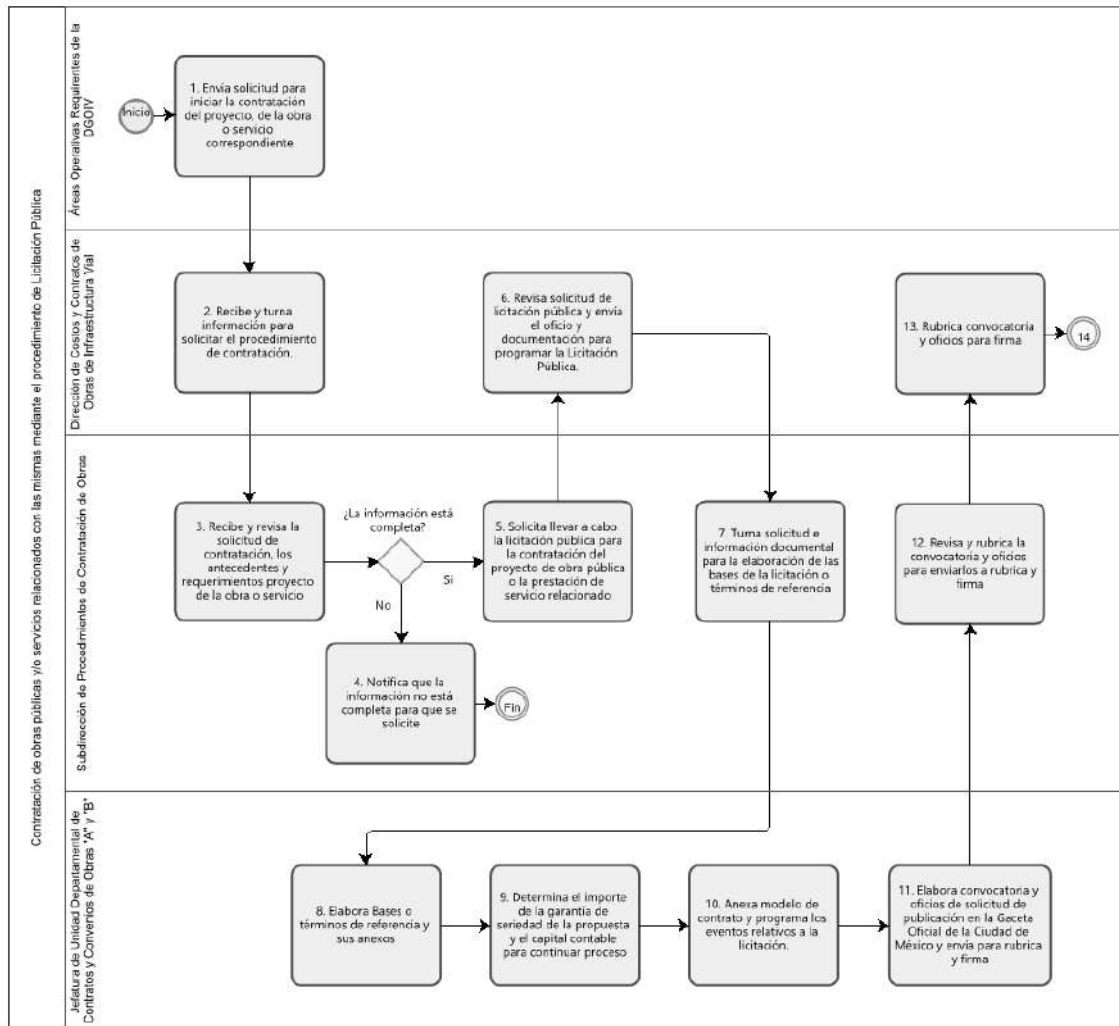 Contratación de obras públicas y/o servicios relacionados con las mismas mediante el procedimiento de Licitación Pública
Áreas Operativas Requirentes de la
DGOIV
Inicio
1. Envía solicitud para
iniciar la contratación
del proyecto, de la obra
o servicio
correspondiente
Dirección de Costos y Contratos de
Obras de Infraestructura Vial
2. Recibe y turna
información para
solicitar el procedimiento
de contratación.
6. Revisa solicitud de
licitación pública y envía
el oficio y
documentación para
programar la Licitación
Pública.
13. Rubrica convocatoria
y oficios para firma
14
Subdirección de Procedimientos de Contratación de Obras
3. Recibe y revisa la
solicitud de
contratación, los
antecedentes y
requerimientos proyecto
de la obra o servicio
¿La información está
completa?
Si
No
5. Solicita llevar a cabo
la licitación pública para
la contratación del
proyecto de obra pública
o la prestación de
servicio relacionado
4. Notifica que la
información no está
completa para que se
solicite
Fin
7. Turna solicitud e
información documental
para la elaboración de las
bases de la licitación o
términos de referencia
12. Revisa y rubrica la
convocatoria y oficios
para enviarlos a rubrica y
firma
Jefatura de Unidad Departamental de
Contratos y Convenios de Obras "A" y "B"
8. Elabora Bases o
términos de referencia y
sus anexos
9. Determina el importe
de la garantía de
seriedad de la propuesta
y el capital contable
para continuar proceso
10. Anexa modelo de
contrato y programa los
eventos relativos a la
licitación.
11. Elabora convocatoria y
oficios de solicitud de
publicación en la Gaceta
Oficial de la Ciudad de
México y envía para rubrica
y firma